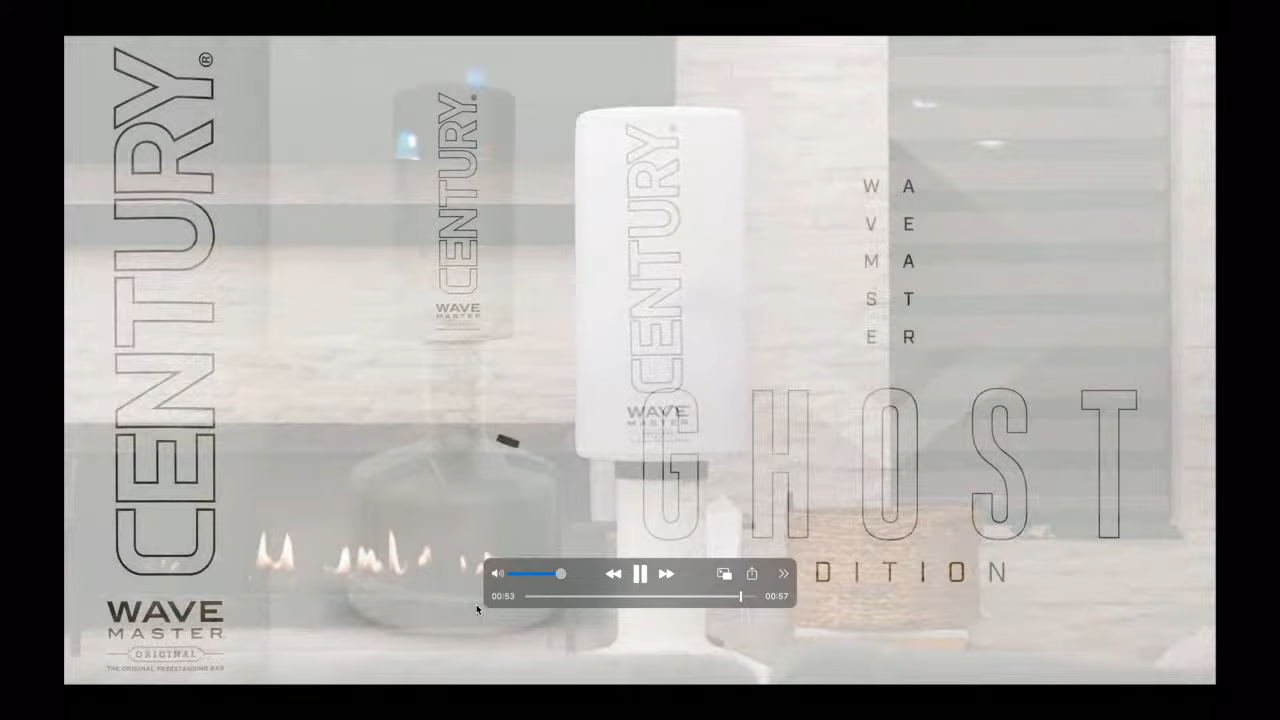 CENTURY®
WAVE
MASTER
ORIGINAL
THE ORIGINAL FREESTANDING BAG
CENTURY
WAVE
MASTER
CENTURY
WAVE
MASTER
W A
V E
M A
S T
E R
GHOST
DITION
00:53
00:57